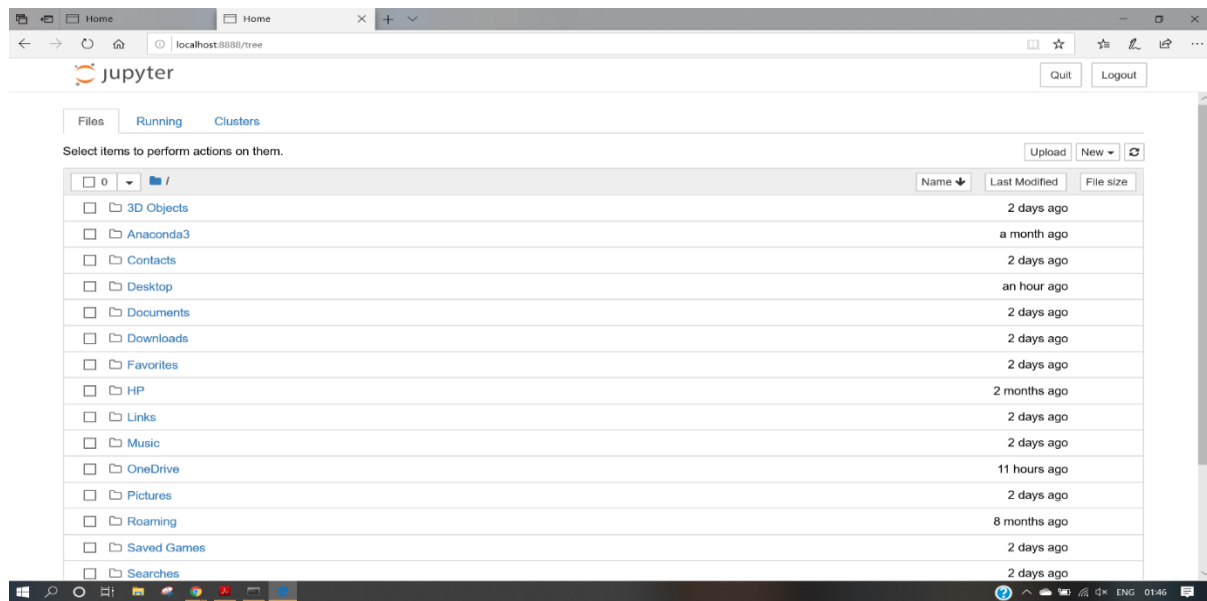 Home Home
localhost:8888/tree
jupyter Quit Logout
Files Running Clusters
Select items to perform actions on them. Upload New
0 / Name Last Modified File size
3D Objects 2 days ago
Anaconda3 a month ago
Contacts 2 days ago
Desktop an hour ago
Documents 2 days ago
Downloads 2 days ago
Favorites 2 days ago
HP 2 months ago
Links 2 days ago
Music 2 days ago
OneDrive 11 hours ago
Pictures 2 days ago
Roaming 8 months ago
Saved Games 2 days ago
Searches 2 days ago
ENG 01:46